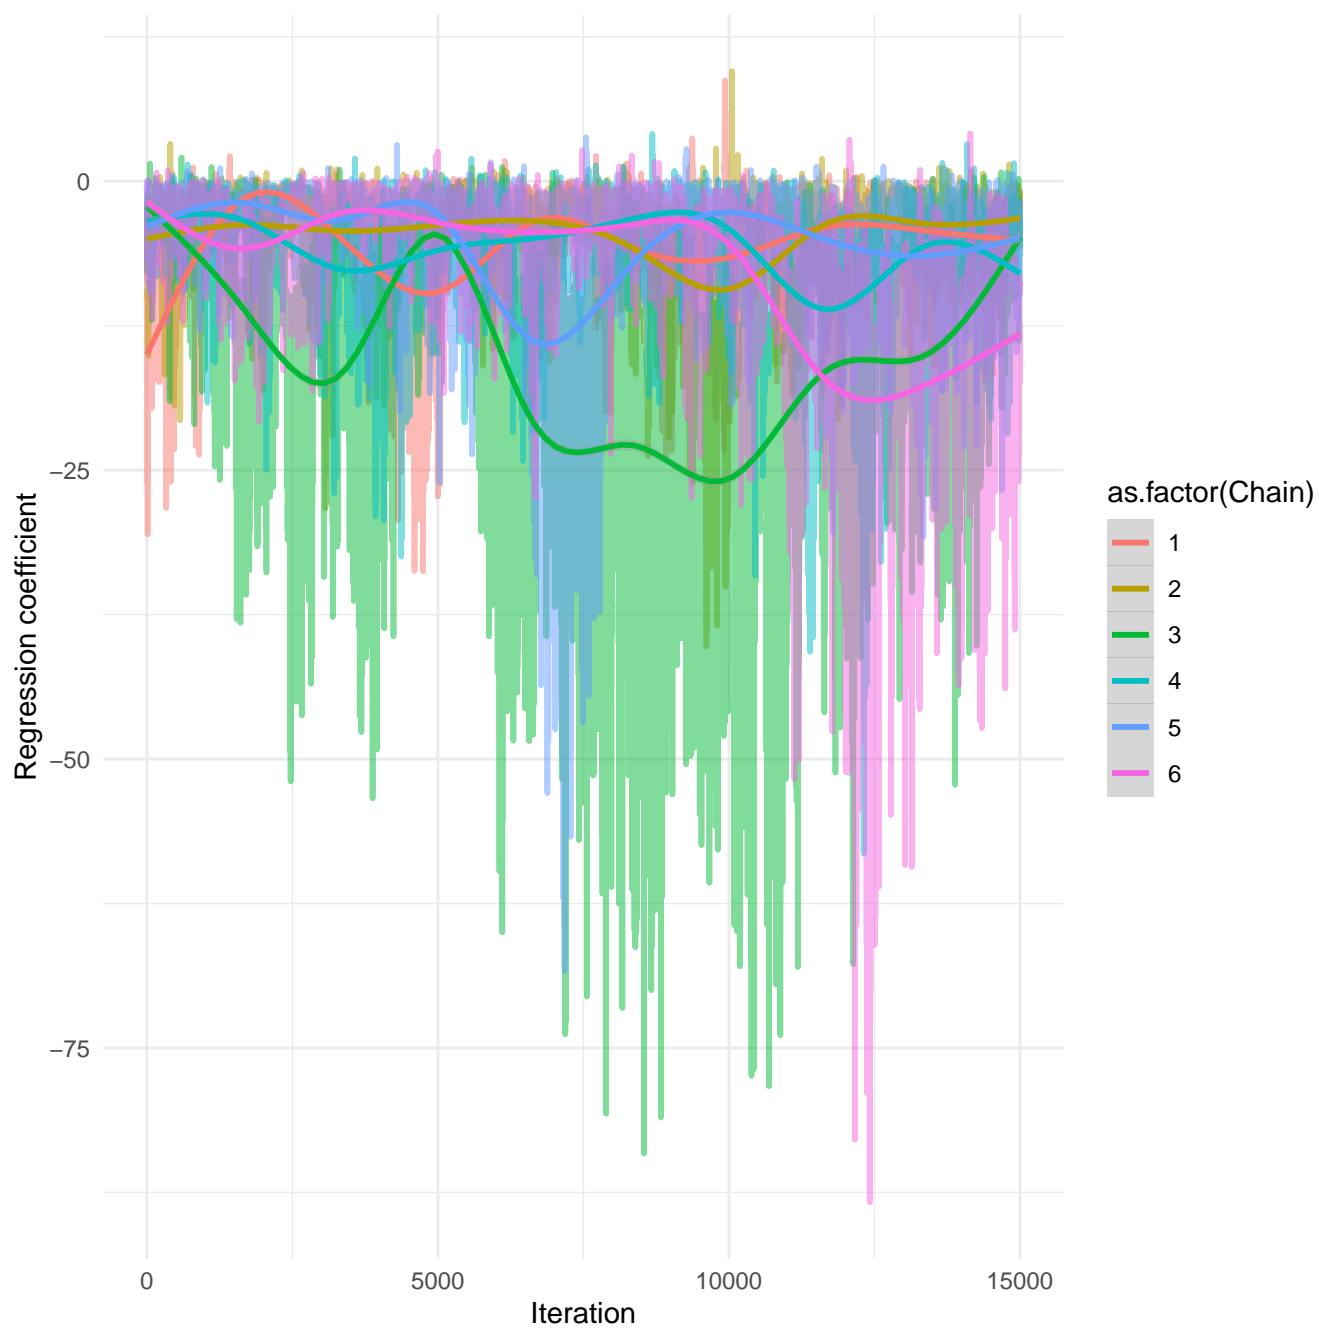 Regression coefficient
0
−25
−50
−75
0 5000 10000 15000
Iteration
as.factor(Chain)
1
2
3
4
5
6